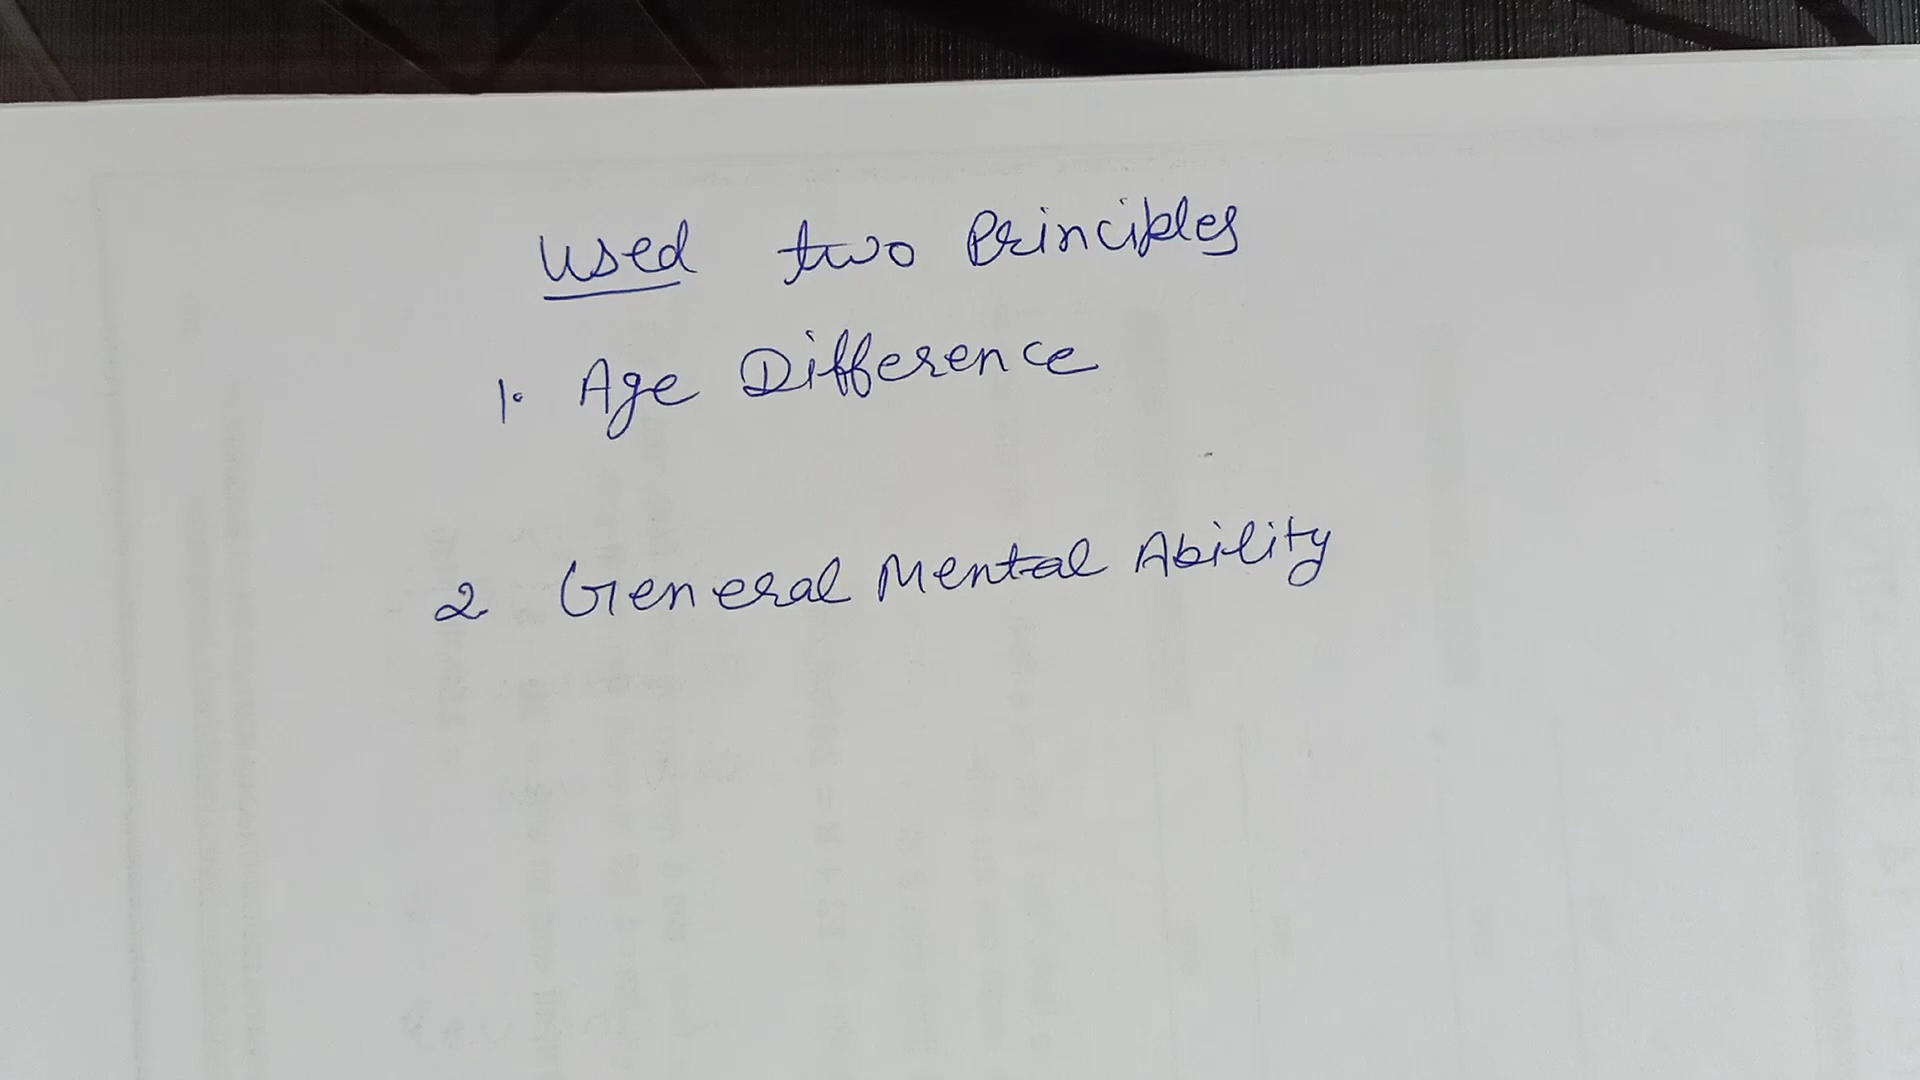 Used two Principles
1. Age Difference
2 General Mental Ability